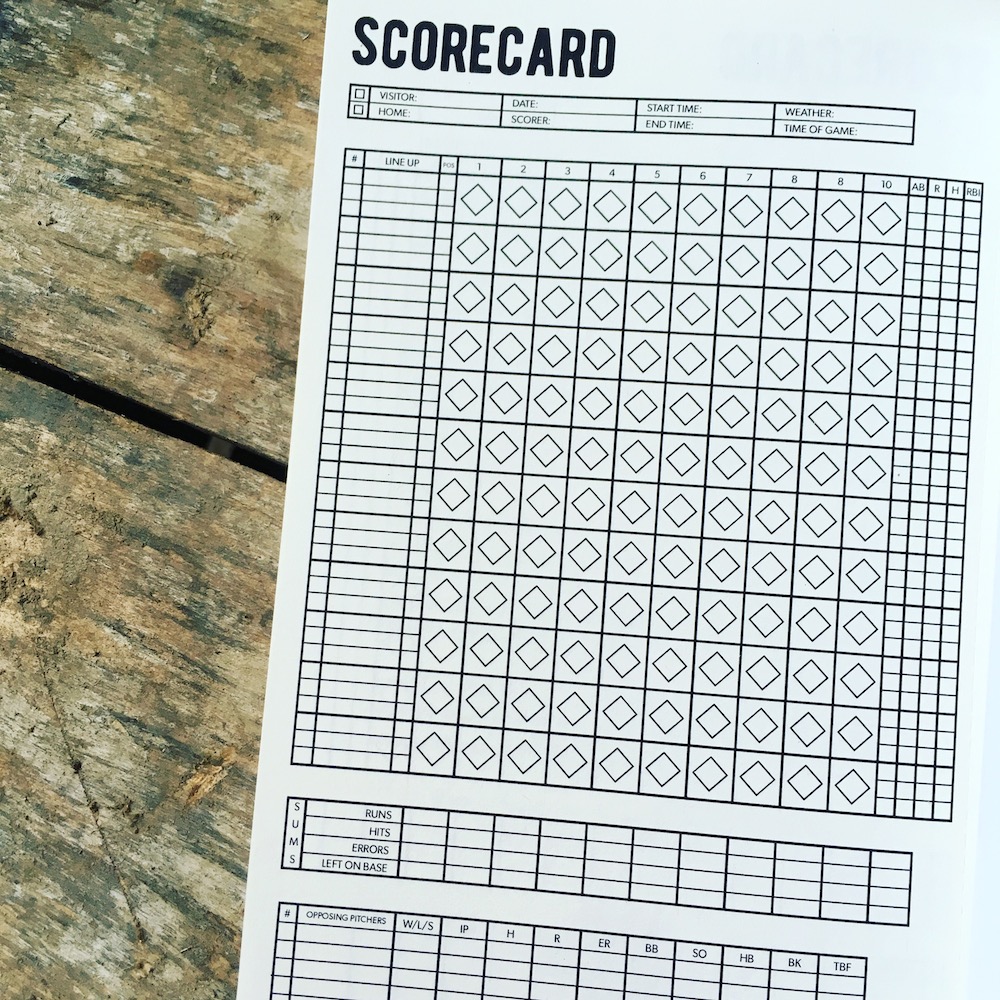 SCORECARD
VISITOR: DATE: START TIME: WEATHER:
HOME: SCORER: END TIME: TIME OF GAME:
# LINE UP POS 1 2 3 4 5 6 7 8 8 10 AB R H RBI
SUMS
RUNS
HITS
ERRORS
LEFT ON BASE
# OPPOSING PITCHERS W/L/S IP H R ER BB SO HB BK TBF